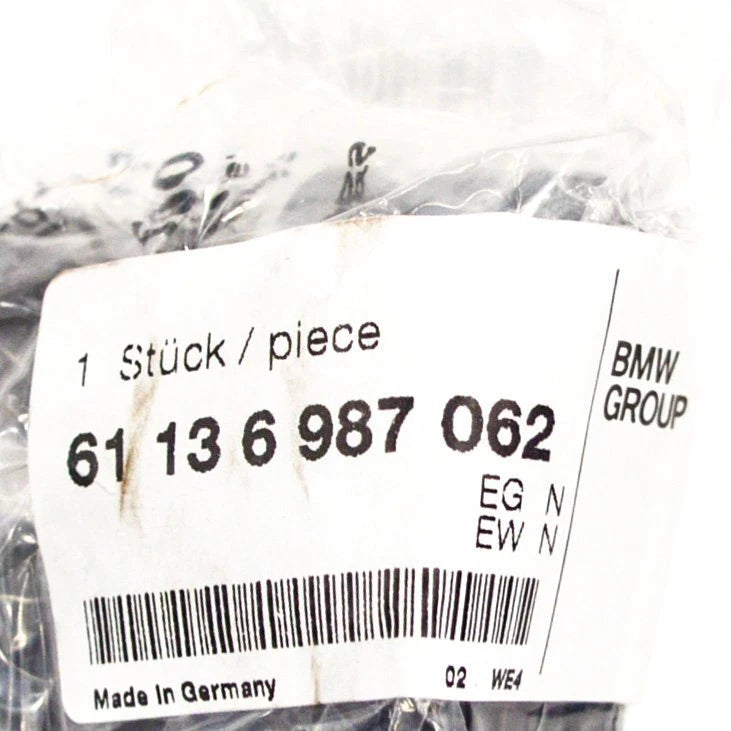 1 Stück / piece
61 13 6 987 062
EG N
EW N
BMW
GROUP
Made In Germany
02 WE4